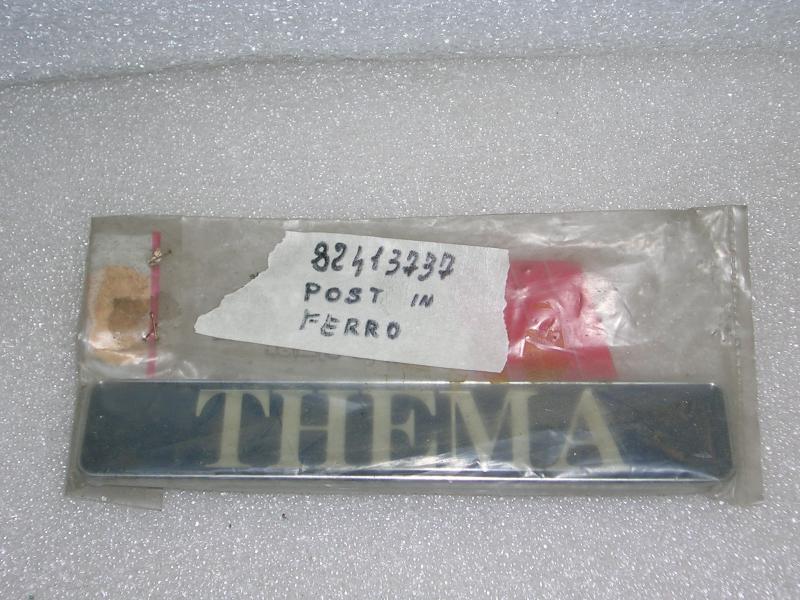 82413737
POST IN
FERRO
THEMA